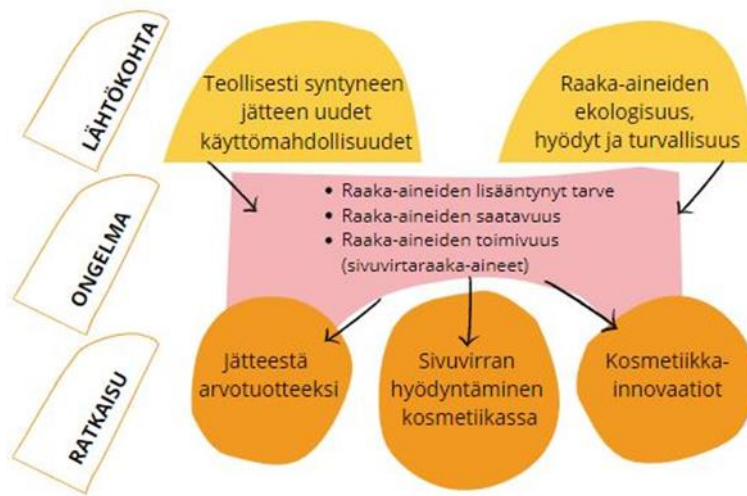 LÄHTÖKOHTA
Teollisesti syntyneen
jätteen uudet
käyttömahdollisuudet
Raaka-aineiden
ekologisuus,
hyödyt ja turvallisuus
ONGELMA
• Raaka-aineiden lisääntynyt tarve
• Raaka-aineiden saatavuus
• Raaka-aineiden toimivuus
(sivuvirtaraaka-aineet)
RATKAISU
Jätteestä
arvotuotteeksi
Sivuvirran
hyödyntäminen
kosmetiikassa
Kosmetiikka-
innovaatiot